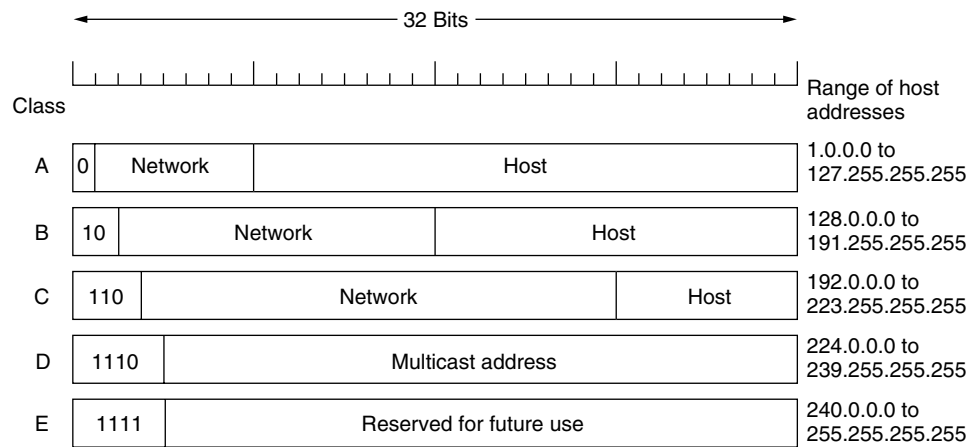 32 Bits
Range of host
addresses
Class
A
0
Network
Host
1.0.0.0 to
127.255.255.255
B
10
Network
Host
128.0.0.0 to
191.255.255.255
C
110
Network
Host
192.0.0.0 to
223.255.255.255
D
1110
Multicast address
224.0.0.0 to
239.255.255.255
E
1111
Reserved for future use
240.0.0.0 to
255.255.255.255